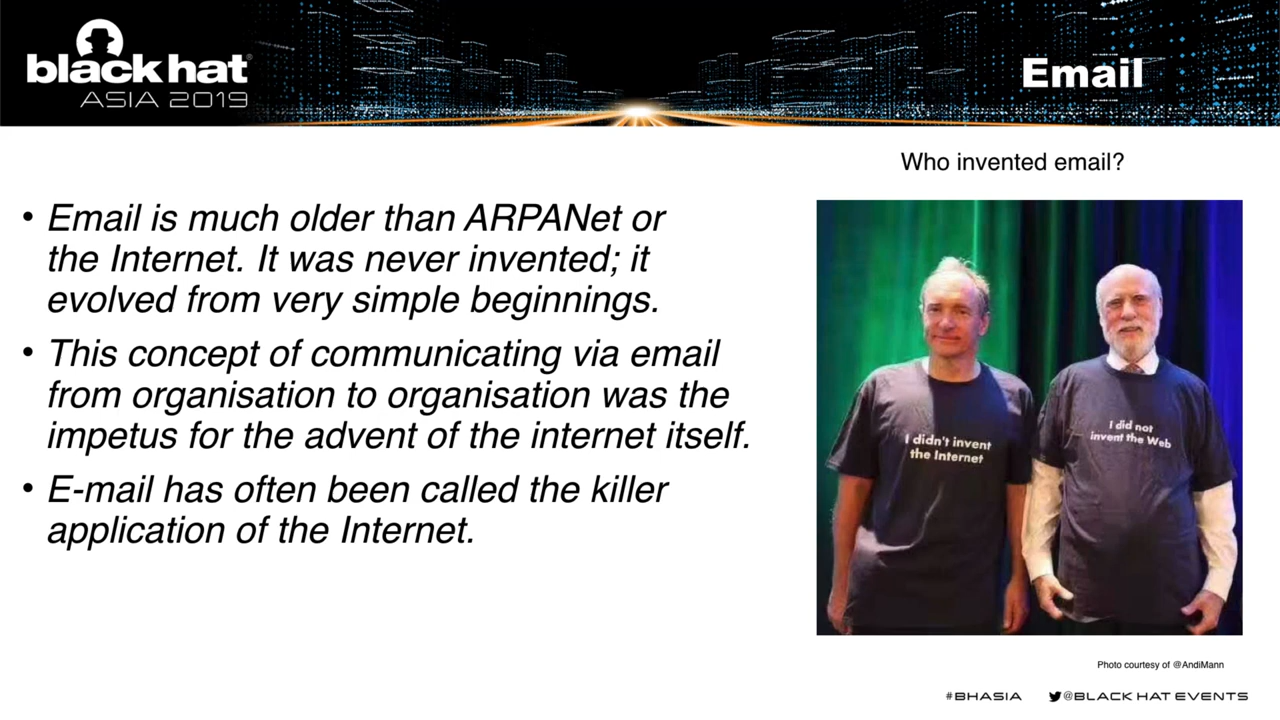 black hat
ASIA 2019
Email
Who invented email?
• Email is much older than ARPANet or
the Internet. It was never invented; it
evolved from very simple beginnings.
• This concept of communicating via email
from organisation to organisation was the
impetus for the advent of the internet itself.
• E-mail has often been called the killer
application of the Internet.
I didn't invent
the Internet
I did not
invent the Web
Photo courtesy of @AndiMann
#BHASIA
@BLACK HAT EVENTS